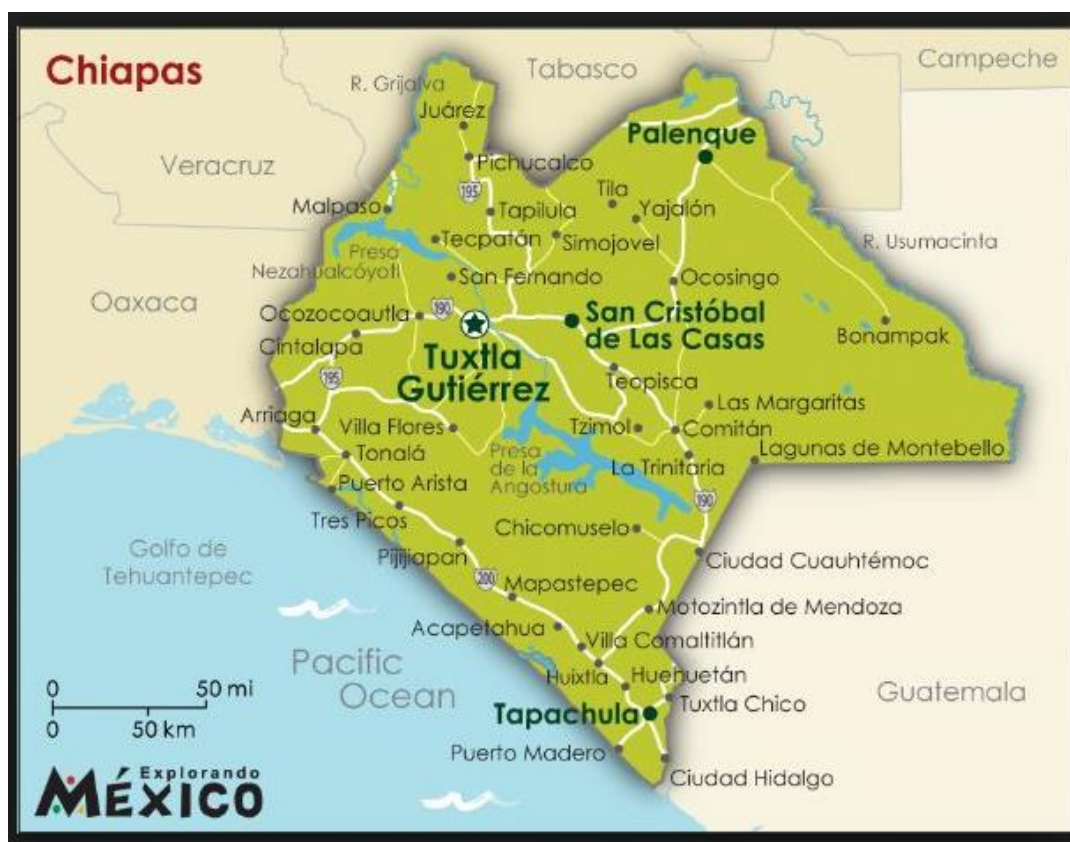 Chiapas
Campeche
Tabasco
R. Grijalva
Juárez
Palenque
Veracruz
Pichucalco
195
Tila
Malpaso
Tapilula
Yajalón
Tecpatán
Simojovel
R. Usumacinta
Presa
Nezahualcóyotl
San Fernando
Ocosingo
Oaxaca
Ocozocoautla
190
San Cristóbal
de Las Casas
Bonampak
Cintalapa
Tuxtla
Gutiérrez
195
Teopisca
Las Margaritas
Arriaga
Villa Flores
Tzimol
Comitán
Tonalá
Presa
de la
Angostura
La Trinitaria
Lagunas de Montebello
Puerto Arista
190
Tres Picos
Chicomuselo
Golfo de
Tehuantepec
Pijijiapan
Ciudad Cuauhtémoc
200
Mapastepec
Motozintla de Mendoza
Acapetahua
Villa Comaltitlán
Pacific
Ocean
Huixtla
Huehuetán
Guatemala
0
50 mi
Tuxtla Chico
Tapachula
0
50 km
Puerto Madero
Ciudad Hidalgo
Explorando
MÉXICO